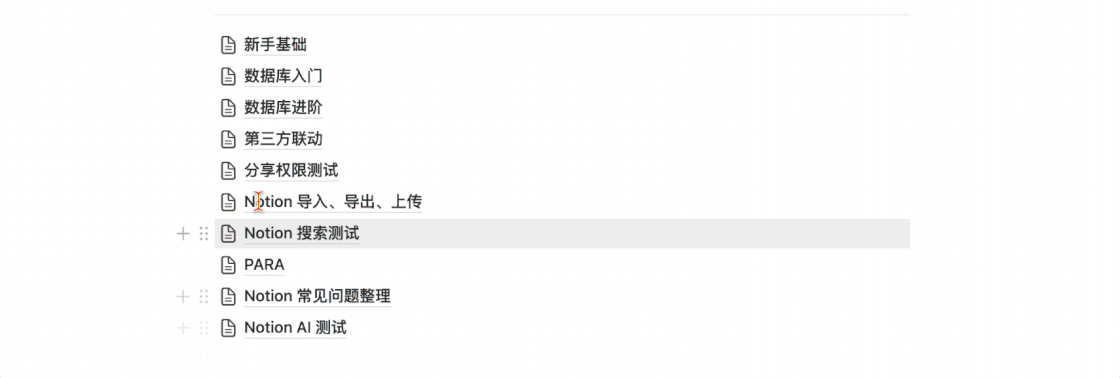 新手基础
数据库入门
数据库进阶
第三方联动
分享权限测试
Notion 导入、导出、上传
Notion 搜索测试
PARA
Notion 常见问题整理
Notion AI 测试